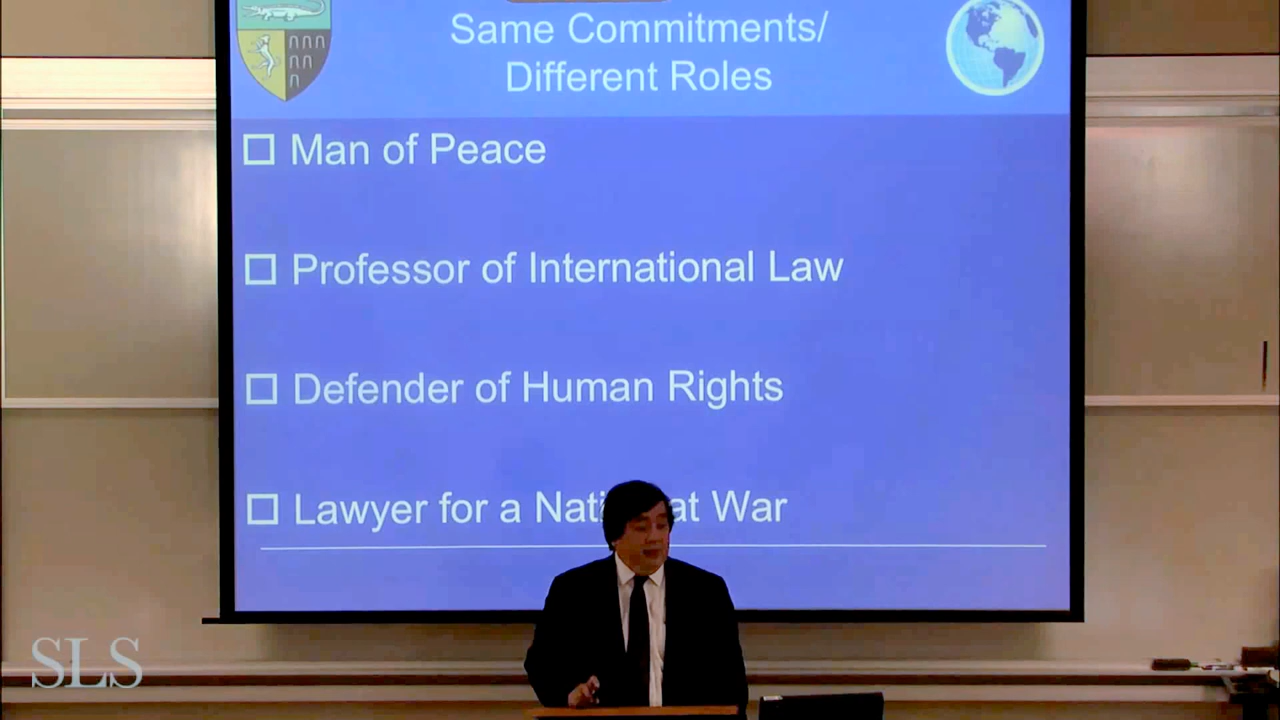 Same Commitments/
Different Roles
Man of Peace
Professor of International Law
Defender of Human Rights
Lawyer for a Nati at War
SLS